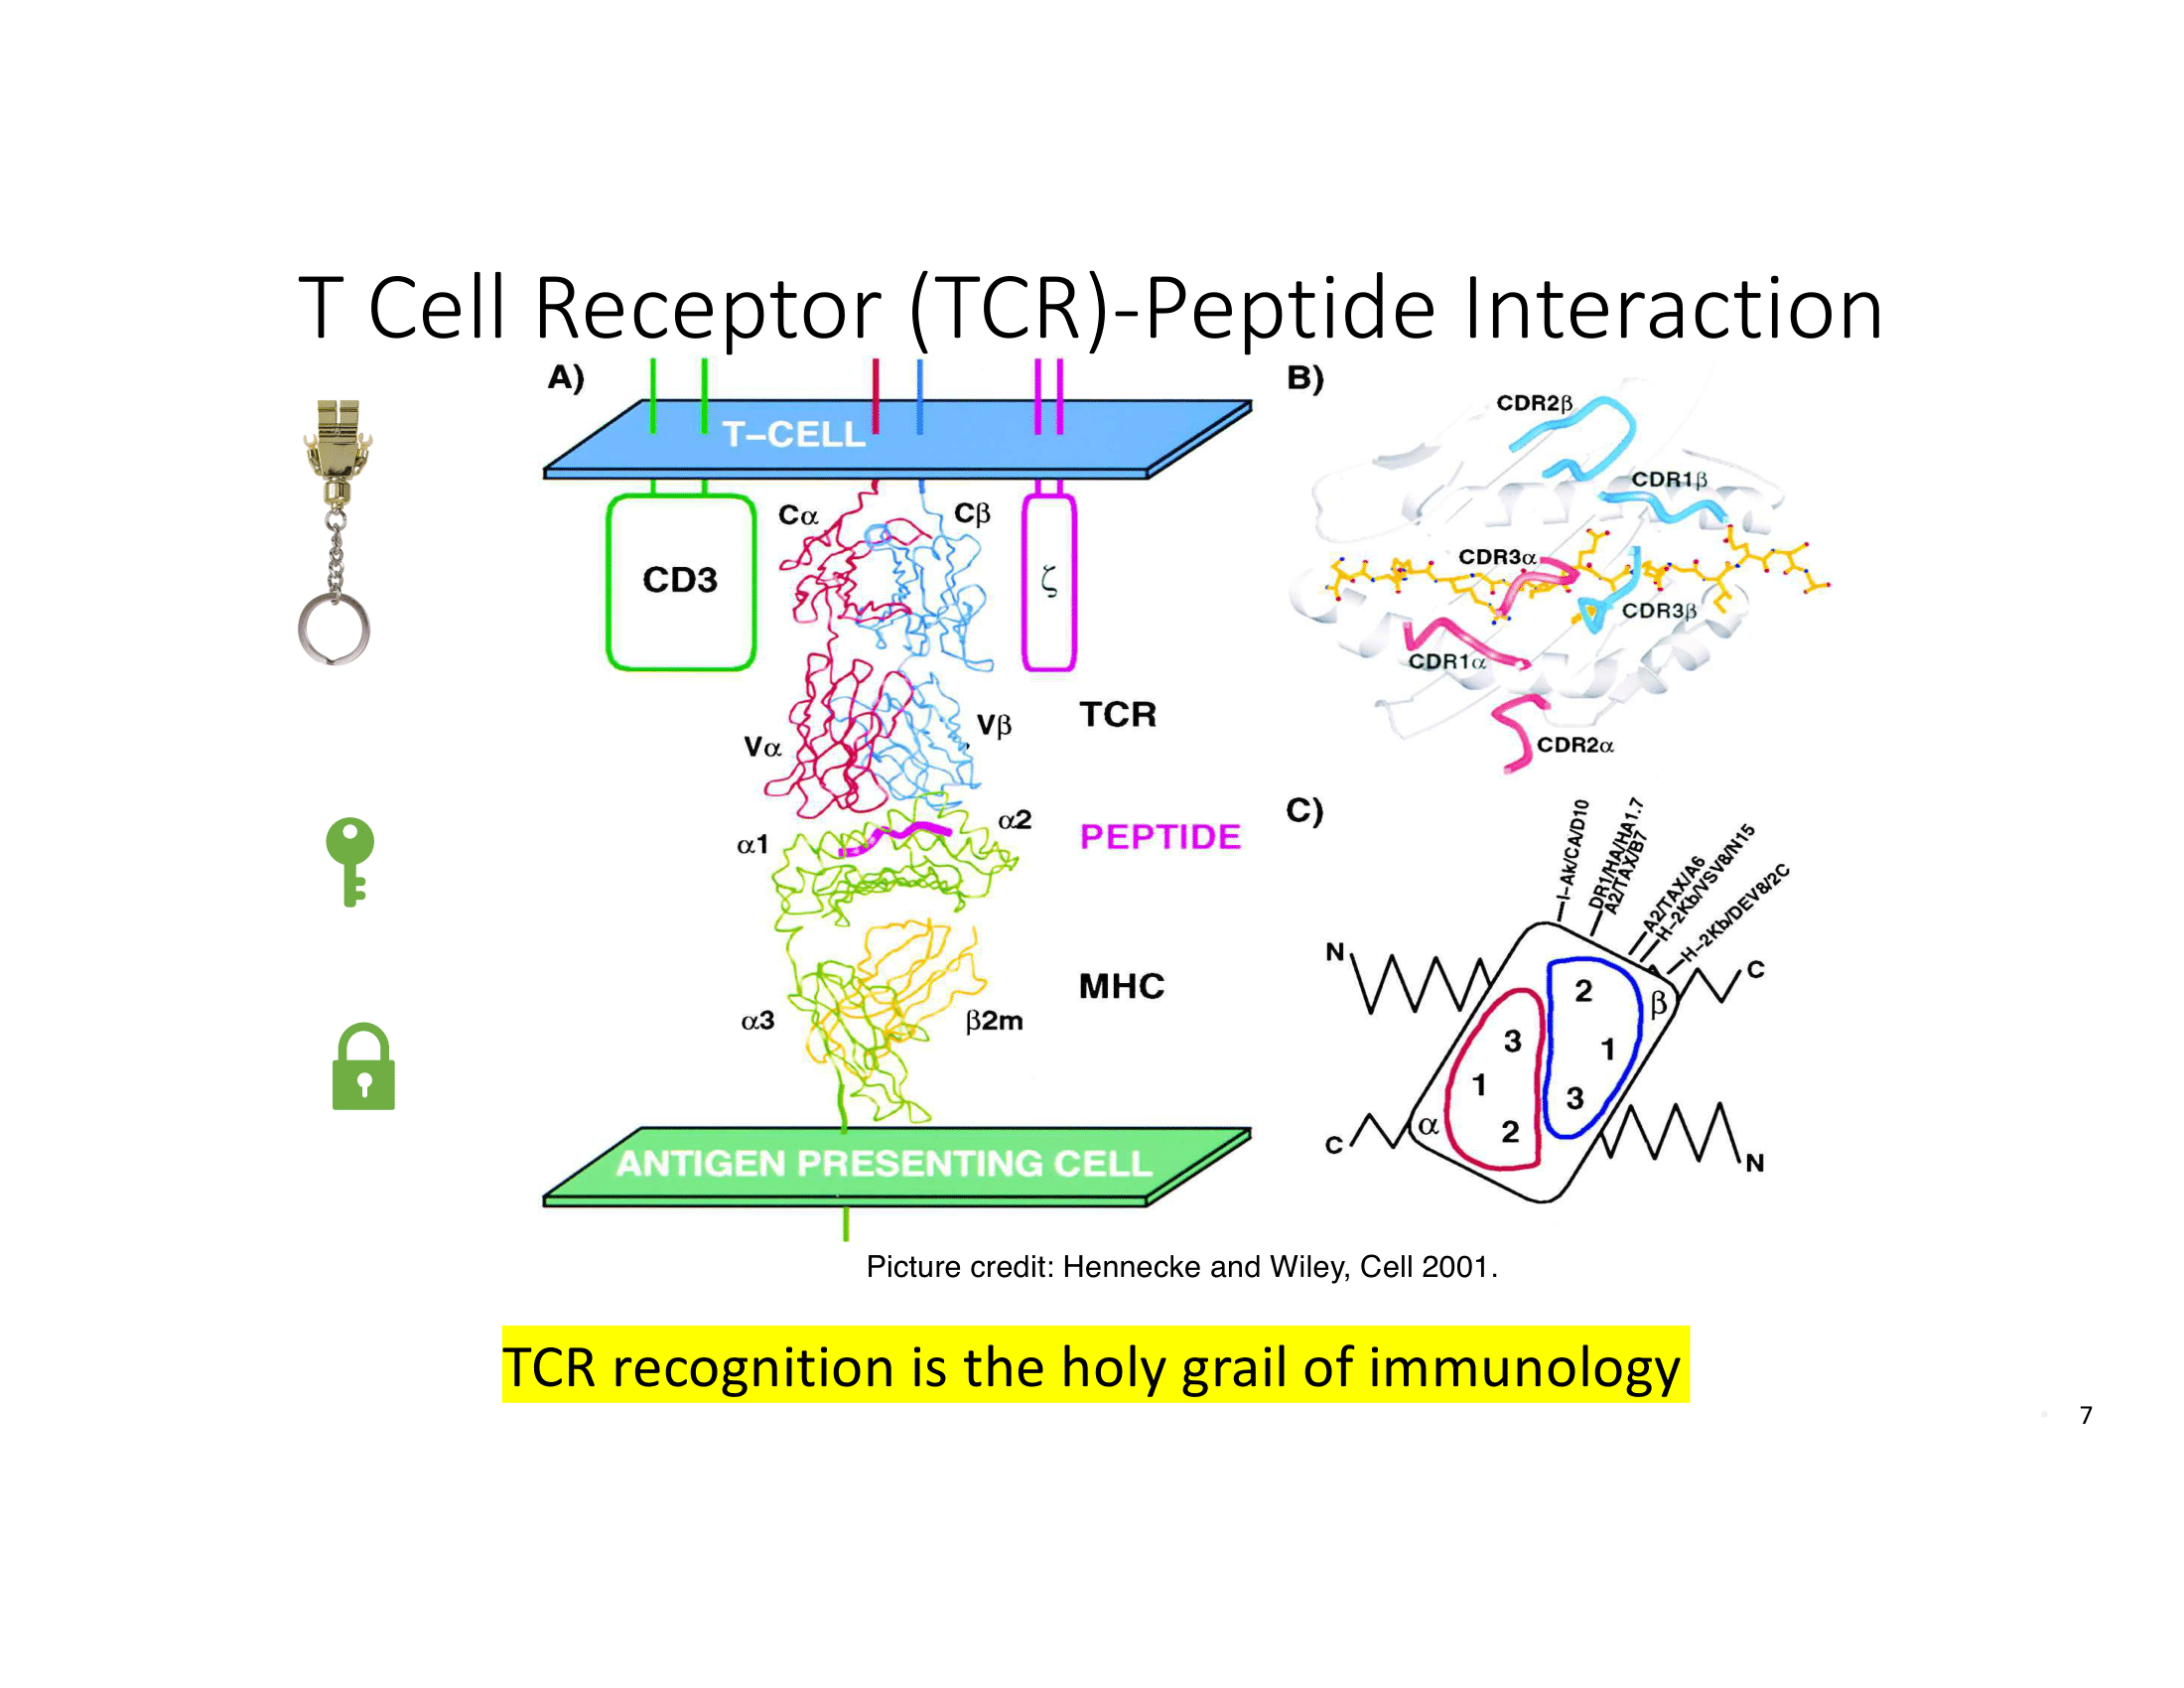 T Cell Receptor (TCR)-Peptide Interaction
A)
T–CELL
Cα
Cβ
CD3
ζ
TCR
Vα
Vβ
α1
α2
PEPTIDE
MHC
α3
β2m
ANTIGEN PRESENTING CELL
B)
CDR2β
CDR1β
CDR3α
CDR3β
CDR1α
CDR2α
C)
I–Ak/CA/D10
DR1/HA/HA1.7
A2/TAX/B7
A2/TAX/A6
H–2Kb/VSV8/N15
H–2Kb/DEV8/2C
N
C
2
β
3
1
1
3
α
2
C
N
Picture credit: Hennecke and Wiley, Cell 2001.
TCR recognition is the holy grail of immunology
7